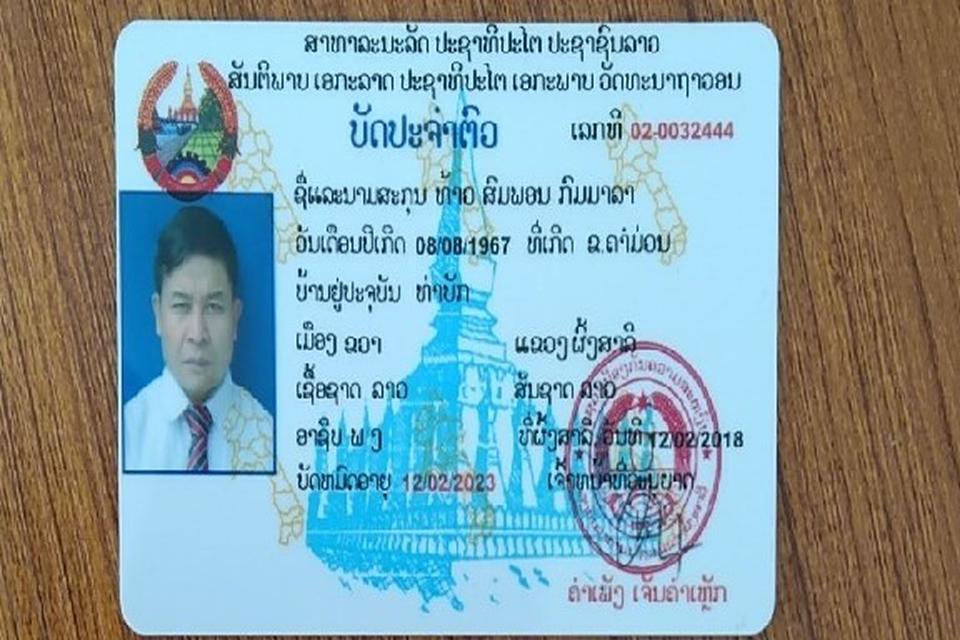 ສາທາລະນະລັດ ປະຊາທິປະໄຕ ປະຊາຊົນລາວ
ສັນຕິພາບ ເອກະລາດ ປະຊາທິປະໄຕ ເອກະພາບ ວັດທະນາຖາວອນ
ບັດປະຈຳຕົວ ເລກທີ 02-0032444
ຊື່ແລະນາມສະກຸນ ທ້າວ ສົມພອນ ກົມມາລາ
ວັນເດືອນປີເກີດ 08/08/1967 ທີ່ເກີດ ຂ.ຄຳມ່ວນ
ບ້ານຢູ່ປະຈຸບັນ ທ່າບັກ
ເມືອງ ຂວາ ແຂວງ ຜົ້ງສາລີ
ເຊື້ອຊາດ ລາວ ສັນຊາດ ລາວ
ອາຊີບ ພ ງ ທີ່ຜົ້ງສາລີ ວັນທີ 12/02/2018
ບັດຫມົດອາຍຸ 12/02/2023 ເຈົ້າຫນ້າທີ່ອະນຸຍາດ
ຄຳເພັງ ເຈັນຄຳເຫຼັກ